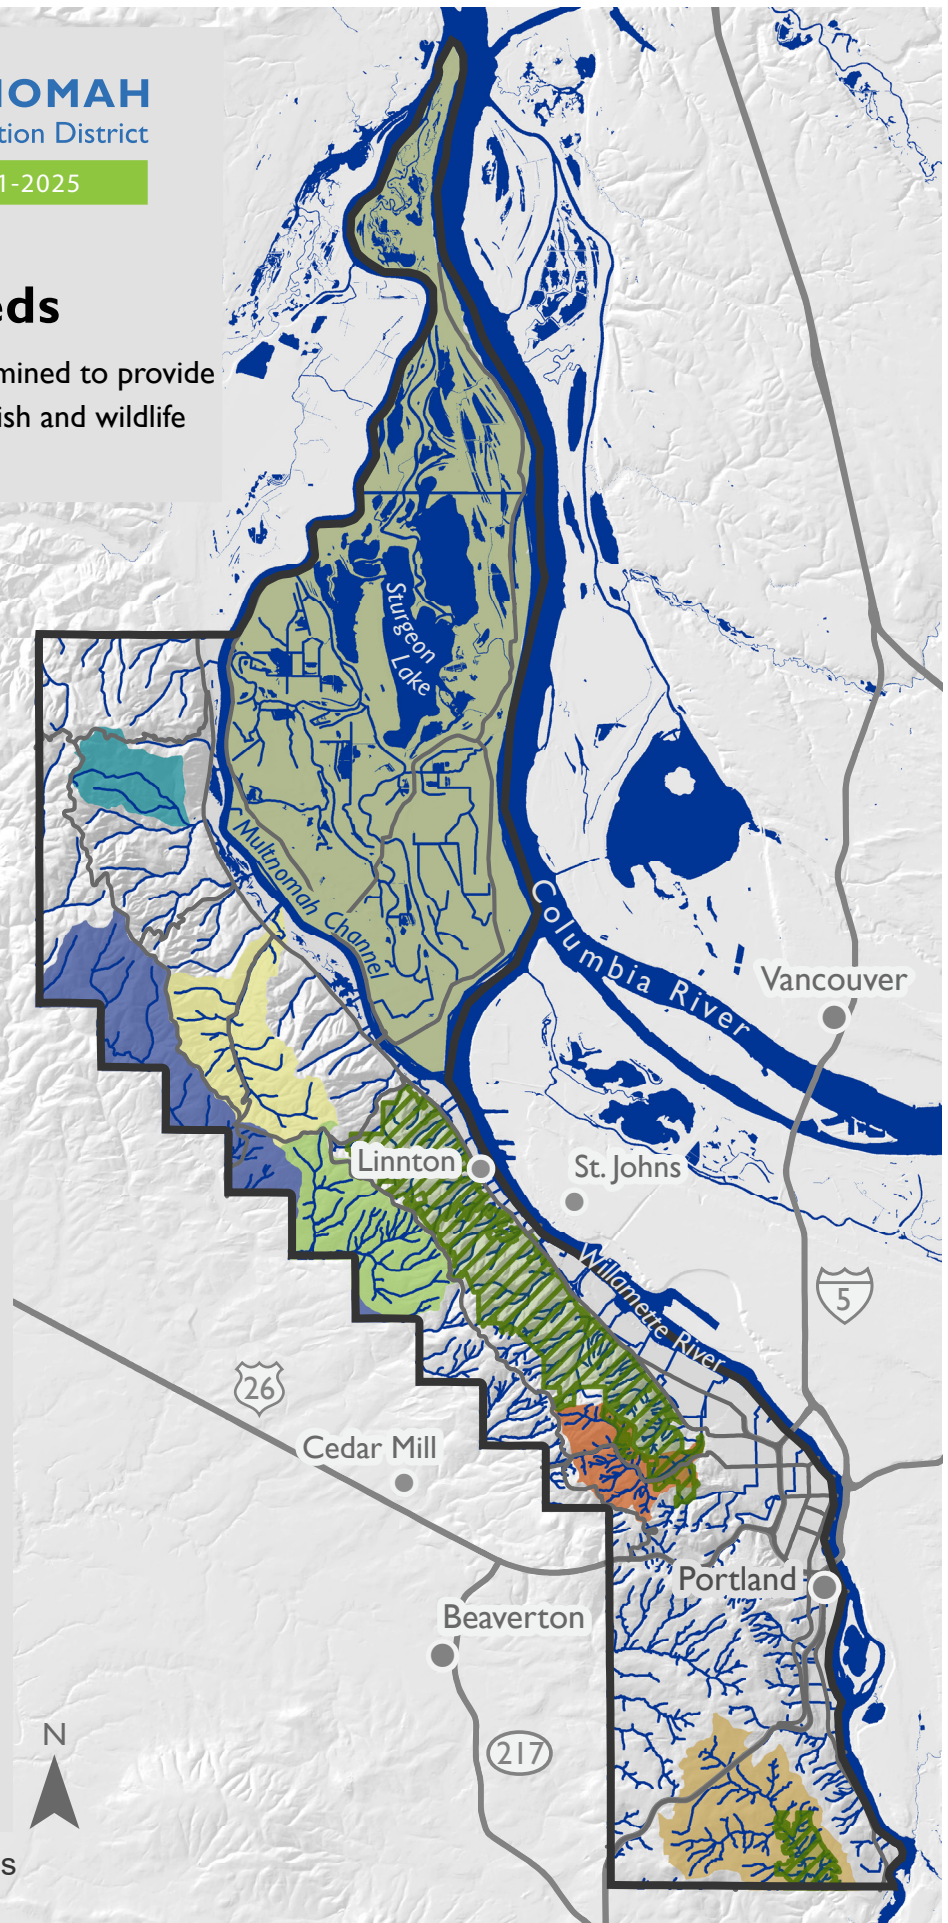 NOMAH
tion District
1-2025
eds
mined to provide
ish and wildlife
Sturgeon
Lake
Multnomah Channel
Columbia River
Vancouver
Linnton
St. Johns
Willamette River
5
26
Cedar Mill
Portland
Beaverton
217
N
s